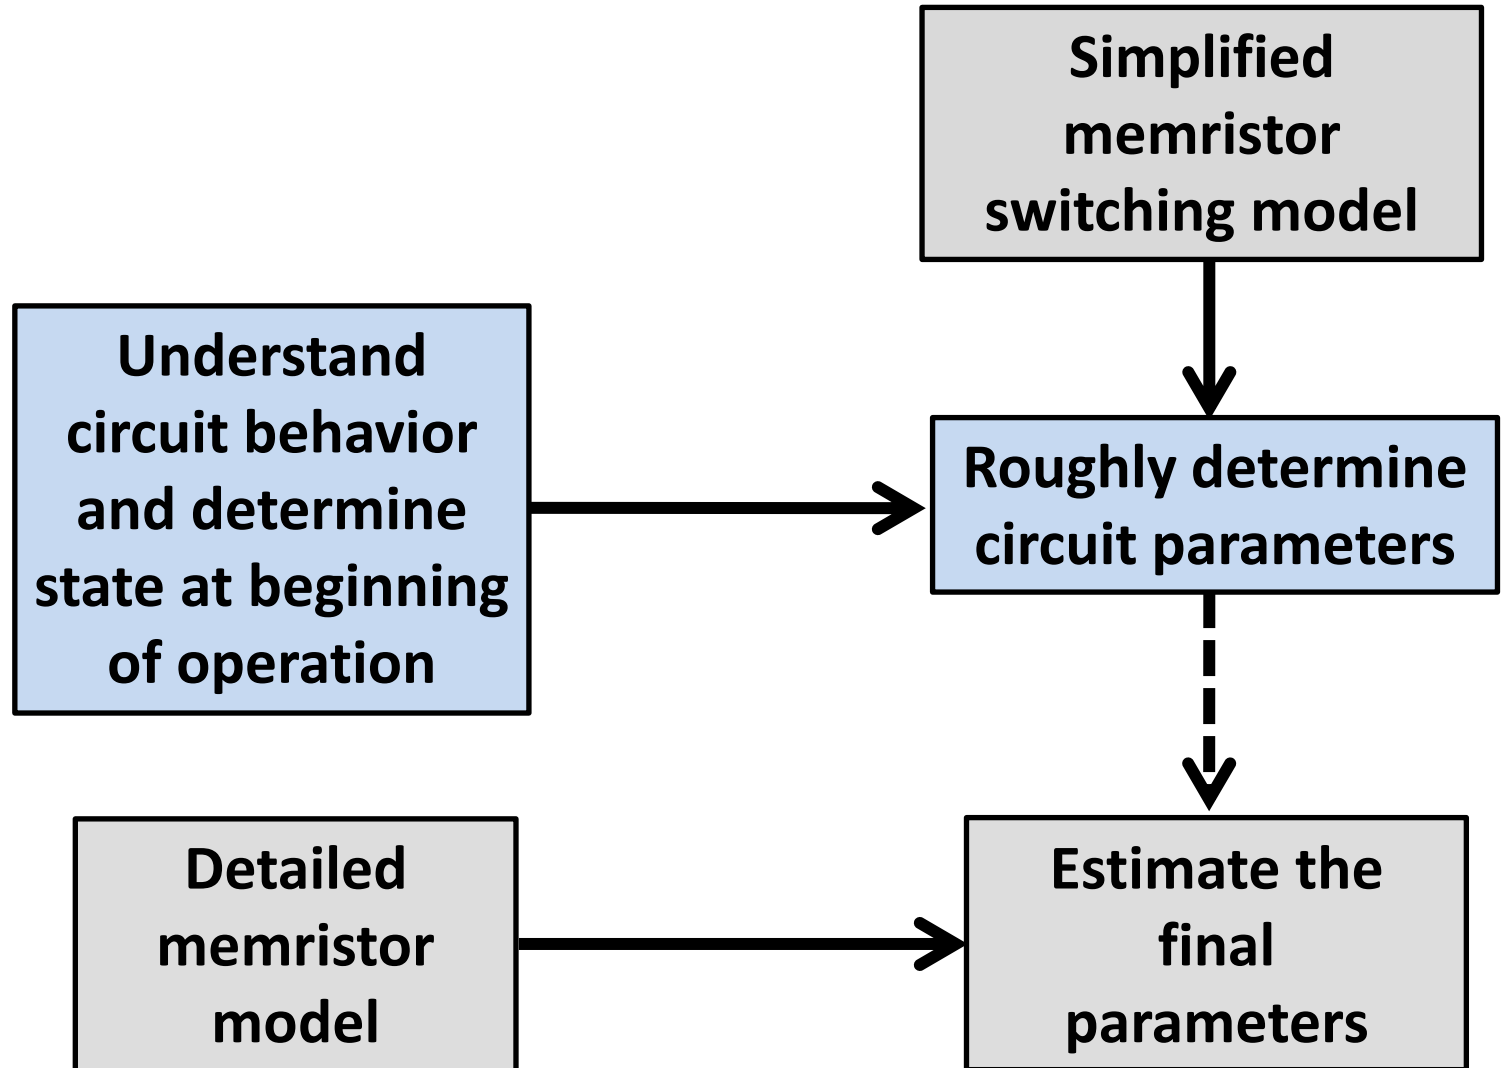 Simplified
memristor
switching model
Understand
circuit behavior
and determine
state at beginning
of operation
Roughly determine
circuit parameters
Detailed
memristor
model
Estimate the
final
parameters